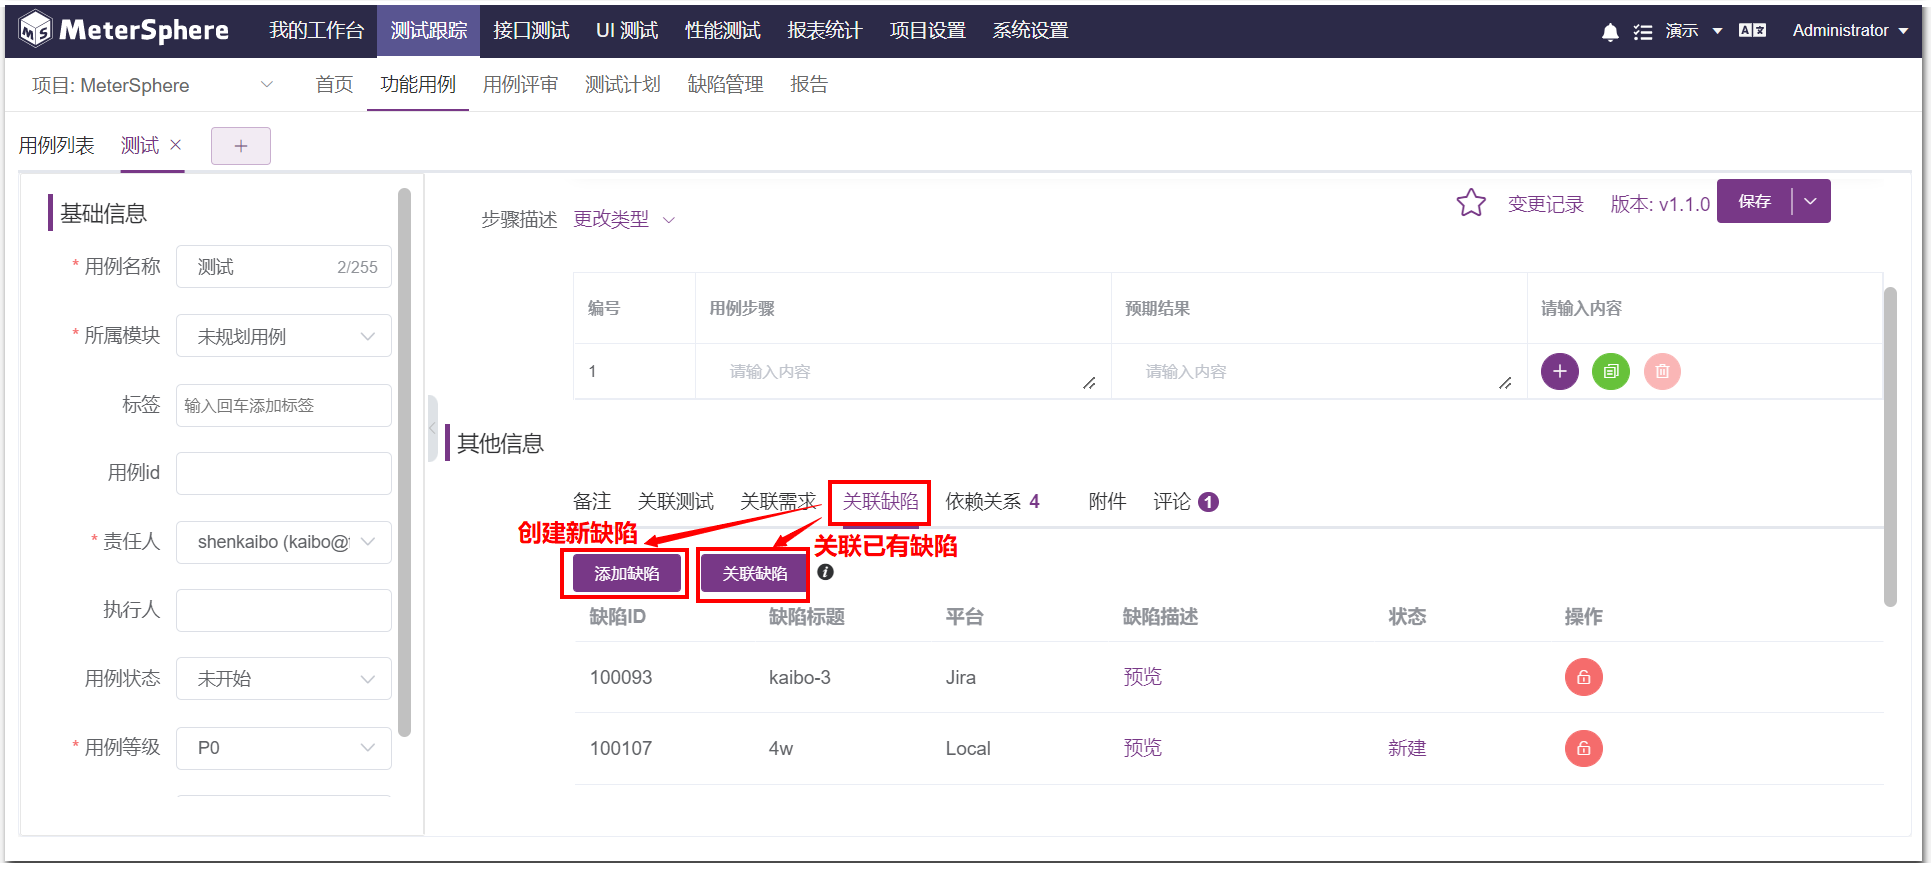 MeterSphere 我的工作台 测试跟踪 接口测试 UI 测试 性能测试 报表统计 项目设置 系统设置 演示 Administrator
项目: MeterSphere 首页 功能用例 用例评审 测试计划 缺陷管理 报告
用例列表 测试 × +
基础信息
* 用例名称 测试 2/255
* 所属模块 未规划用例
标签 输入回车添加标签
用例id
* 责任人 shenkaibo (kaibo@
执行人
用例状态 未开始
* 用例等级 P0
步骤描述 更改类型 变更记录 版本: v1.1.0 保存
编号 用例步骤 预期结果 请输入内容
1 请输入内容 请输入内容
其他信息
备注 关联测试 关联需求 关联缺陷 依赖关系 4 附件 评论 1
创建新缺陷 关联已有缺陷
添加缺陷 关联缺陷
缺陷ID 缺陷标题 平台 缺陷描述 状态 操作
100093 kaibo-3 Jira 预览
100107 4w Local 预览 新建